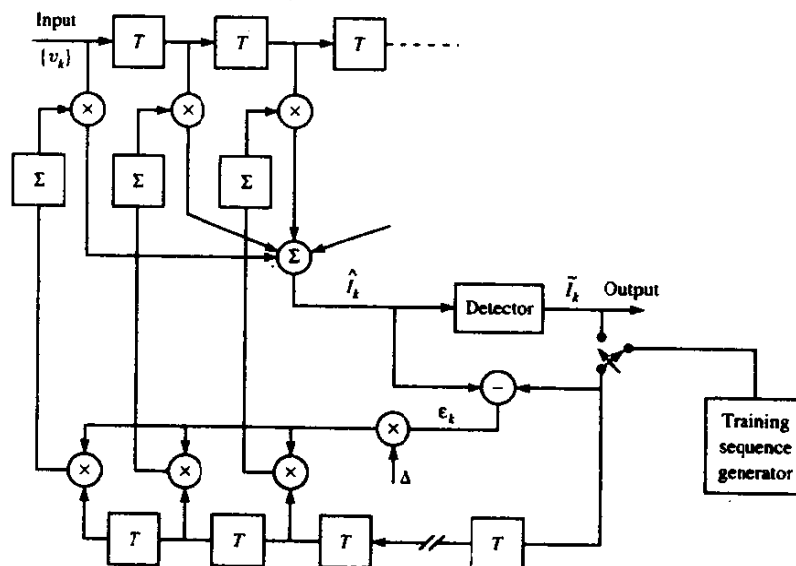 Input
{v_k}
T
T
T
×
×
×
Σ
Σ
Σ
Σ
Î_k
Detector
Ĩ_k
Output
−
ε_k
×
Δ
×
×
×
Training
sequence
generator
T
T
T
T